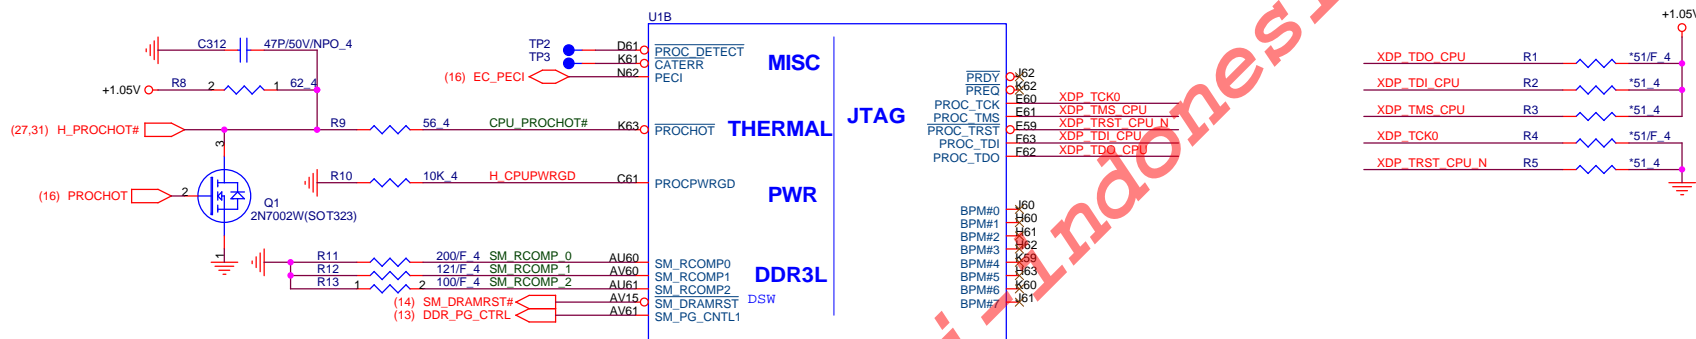 U1B
+1.05V
C312 47P/50V/NPO_4
R8 2 1 62_4
+1.05V
(27,31) H_PROCHOT#
R9 56_4 CPU_PROCHOT# K63
3
(16) PROCHOT 2
Q1
2N7002W(SOT323)
1
R10 10K_4 H_CPUPWRGD C61
R11 200/F_4 SM_RCOMP_0 AU60
R12 121/F_4 SM_RCOMP_1 AV60
R13 1 2 100/F_4 SM_RCOMP_2 AU61
(14) SM_DRAMRST# AV15
(13) DDR_PG_CTRL AV61
TP2 D61
TP3 K61
(16) EC_PECI N62
PROC_DETECT
CATERR
PECI
PROCHOT
PROCPWRGD
SM_RCOMP0
SM_RCOMP1
SM_RCOMP2
SM_DRAMRST
SM_PG_CNTL1
MISC
THERMAL
PWR
DDR3L
DSW
JTAG
PRDY J62
PREQ K62
PROC_TCK E60 XDP_TCK0
PROC_TMS E61 XDP_TMS_CPU
PROC_TRST E59 XDP_TRST_CPU_N
PROC_TDI F63 XDP_TDI_CPU
PROC_TDO F62 XDP_TDO_CPU
BPM#0 J60
BPM#1 H60
BPM#2 H61
BPM#3 H62
BPM#4 K59
BPM#5 H63
BPM#6 K60
BPM#7 J61
XDP_TDO_CPU R1 *51/F_4
XDP_TDI_CPU R2 *51_4
XDP_TMS_CPU R3 *51_4
XDP_TCK0 R4 *51/F_4
XDP_TRST_CPU_N R5 *51_4
i-indones